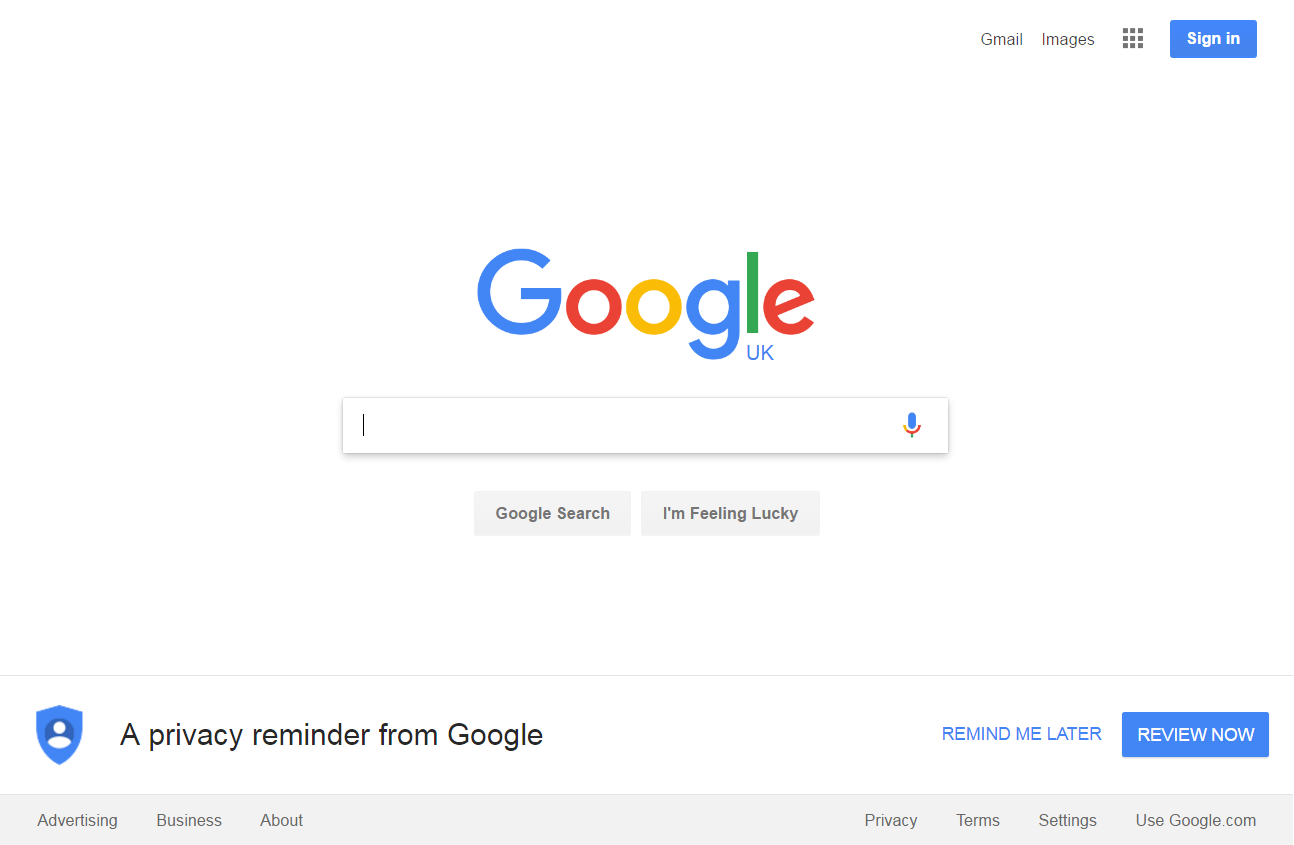 Gmail Images Sign in
Google
UK
Google Search I'm Feeling Lucky
A privacy reminder from Google REMIND ME LATER REVIEW NOW
Advertising Business About Privacy Terms Settings Use Google.com